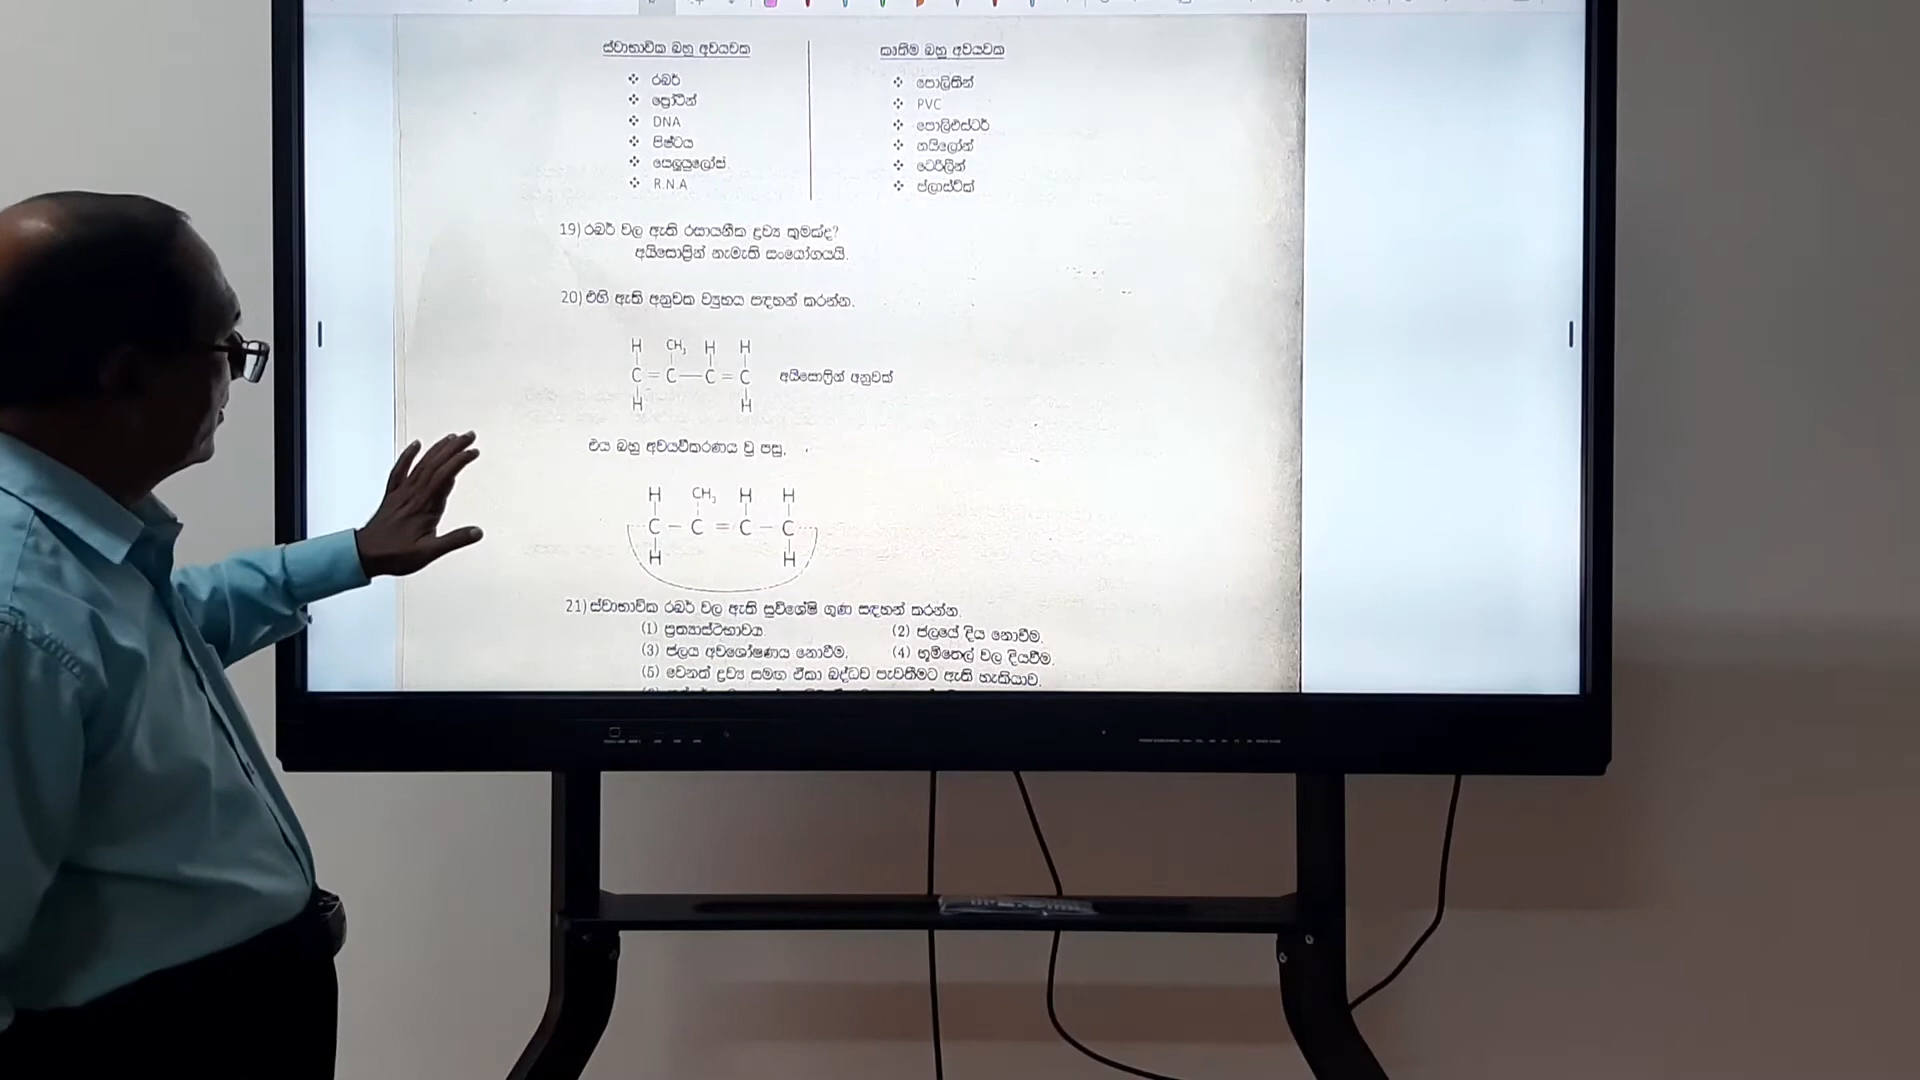 ස්වාභාවික බහු අවයවක
කෘතිම බහු අවයවක
❖ රබර්
❖ ප්‍රෝටීන්
❖ DNA
❖ පිෂ්ටය
❖ සෙලියුලෝස්
❖ R.N.A
❖ පොලිතින්
❖ PVC
❖ පොලිඑස්ටර්
❖ නයිලෝන්
❖ ටෙරිලින්
❖ ප්ලාස්ටික්
19) රබර් වල ඇති රසායනික ද්‍රව්‍ය කුමක්ද?
අයිසොප්‍රින් නැමැති සංයෝගයයි.
20) එහි ඇති අනුවක ව්‍යුහය සඳහන් කරන්න.
H CH₃ H H
C = C — C = C අයිසොප්‍රින් අනුවක්
H H
එය බහු අවයවීකරණය වූ පසු,
H CH₃ H H
C – C = C – C
H H
21) ස්වාභාවික රබර් වල ඇති සුවිශේෂි ගුණ සඳහන් කරන්න.
(1) ප්‍රත්‍යාස්ථභාවය. (2) ජලයේ දිය නොවීම.
(3) ජලය අවශෝෂණය නොවීම. (4) භූමිතෙල් වල දියවීම.
(5) වෙනත් ද්‍රව්‍ය සමඟ ඒකා බද්ධව පැවතීමට ඇති හැකියාව.